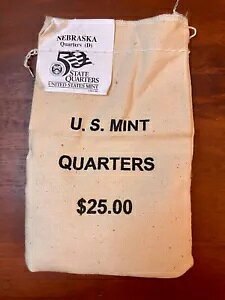 NEBRASKA
Quarters (D)
50
STATE
QUARTERS
UNITED STATES MINT
U. S. MINT
QUARTERS
$25.00